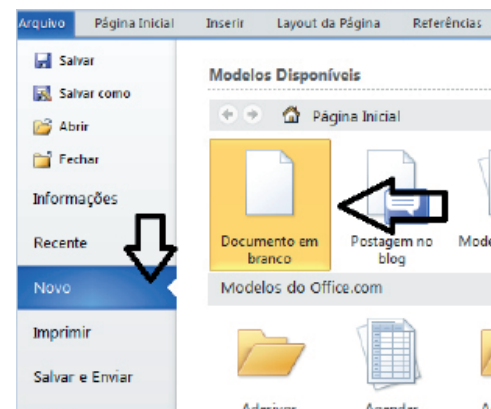 Arquivo Página Inicial Inserir Layout da Página Referências
Salvar
Salvar como
Abrir
Fechar
Informações
Recente
Novo
Imprimir
Salvar e Enviar
Modelos Disponíveis
Página Inicial
Documento em
branco
Postagem no
blog
Mode
Modelos do Office.com